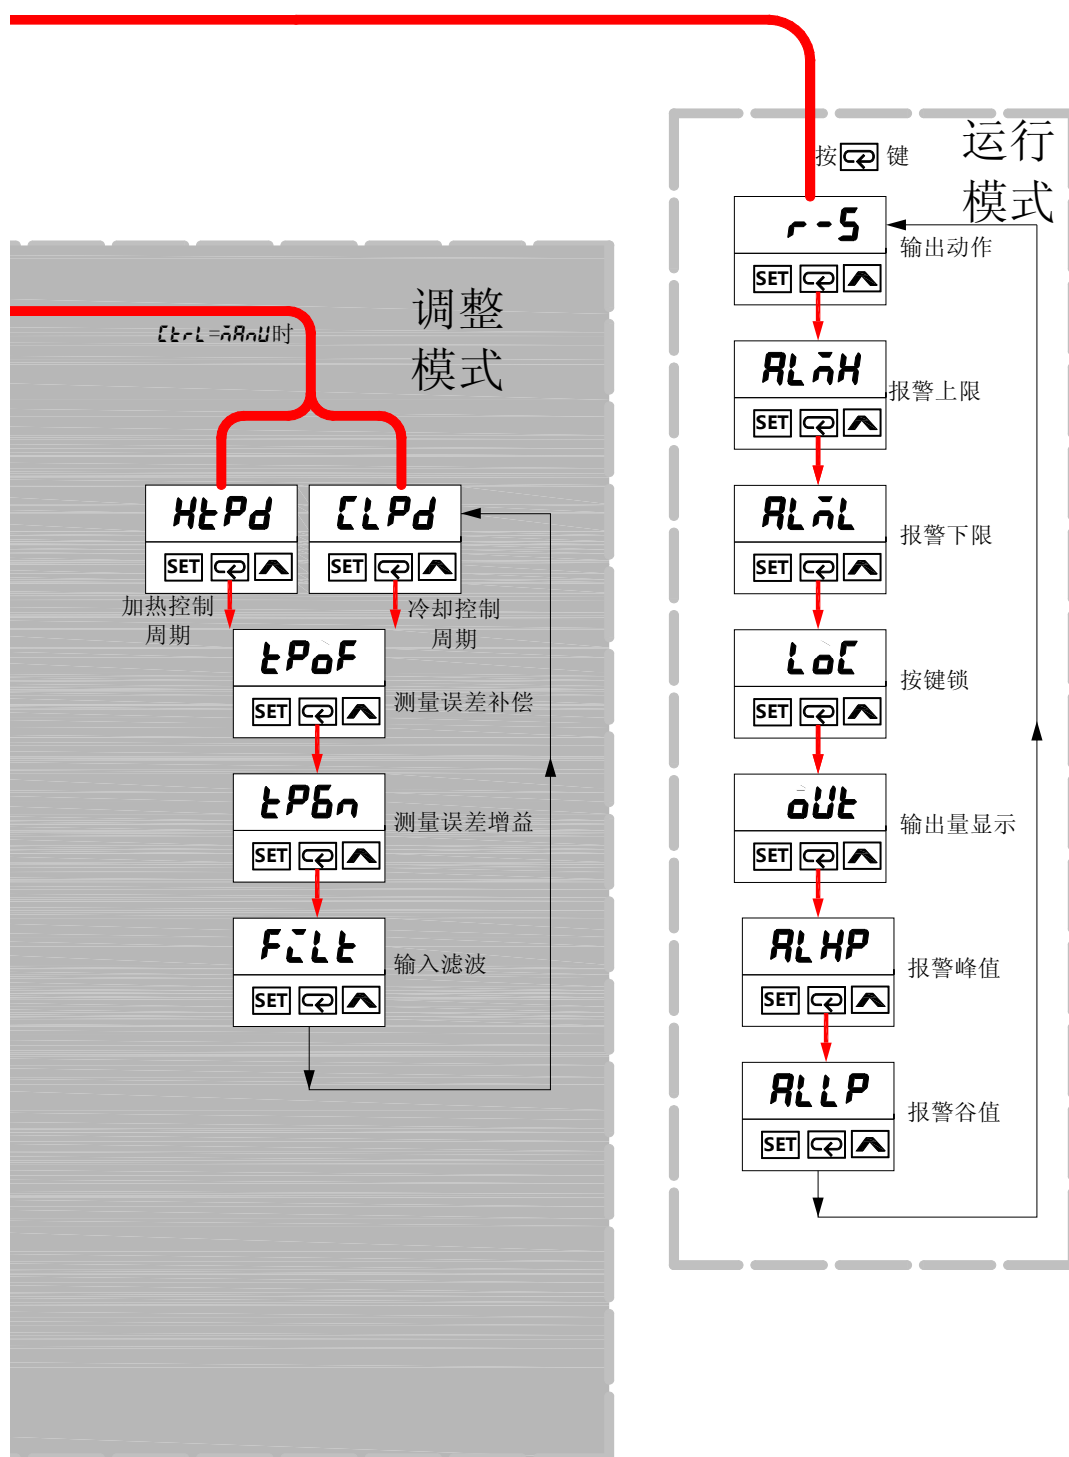 调整
模式
CtrL=MAnU时
HtPd
SET
加热控制
周期
CLPd
SET
冷却控制
周期
tPoF
SET
测量误差补偿
tPGn
SET
测量误差增益
FiLt
SET
输入滤波
运行
模式
按 键
r-S
SET
输出动作
ALMH
SET
报警上限
ALML
SET
报警下限
LoC
SET
按键锁
oUt
SET
输出量显示
ALHP
SET
报警峰值
ALLP
SET
报警谷值